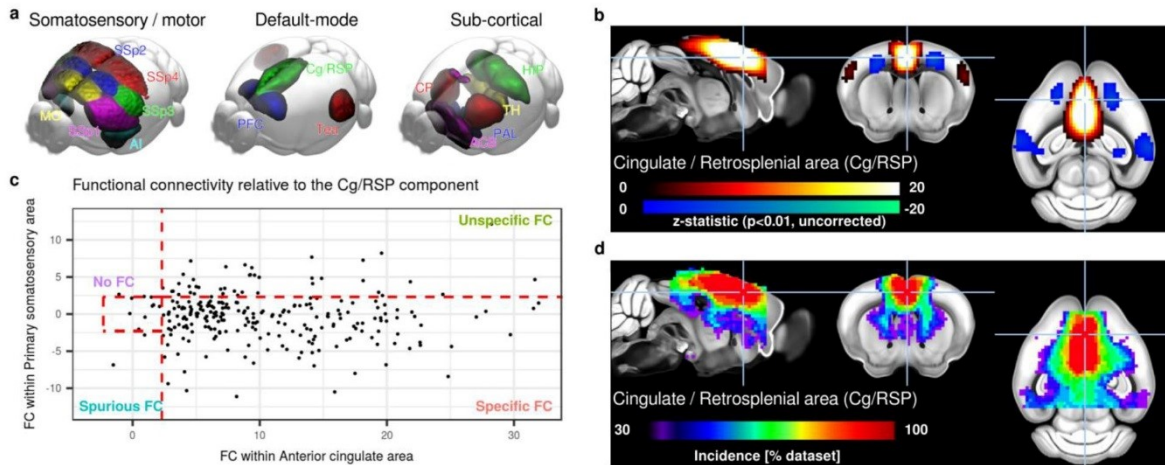 a
Somatosensory / motor
Default-mode
Sub-cortical
SSp2
SSp4
SSp3
MO
SSp1
AI
Cg/RSP
PFC
Tea
HIP
CP
TH
PAL
ACB
b
Cingulate / Retrosplenial area (Cg/RSP)
0 20
0 -20
z-statistic (p<0.01, uncorrected)
c
Functional connectivity relative to the Cg/RSP component
FC within Primary somatosensory area
10
5
0
-5
-10
Unspecific FC
No FC
Spurious FC
Specific FC
0 10 20 30
FC within Anterior cingulate area
d
Cingulate / Retrosplenial area (Cg/RSP)
30 100
Incidence [% dataset]